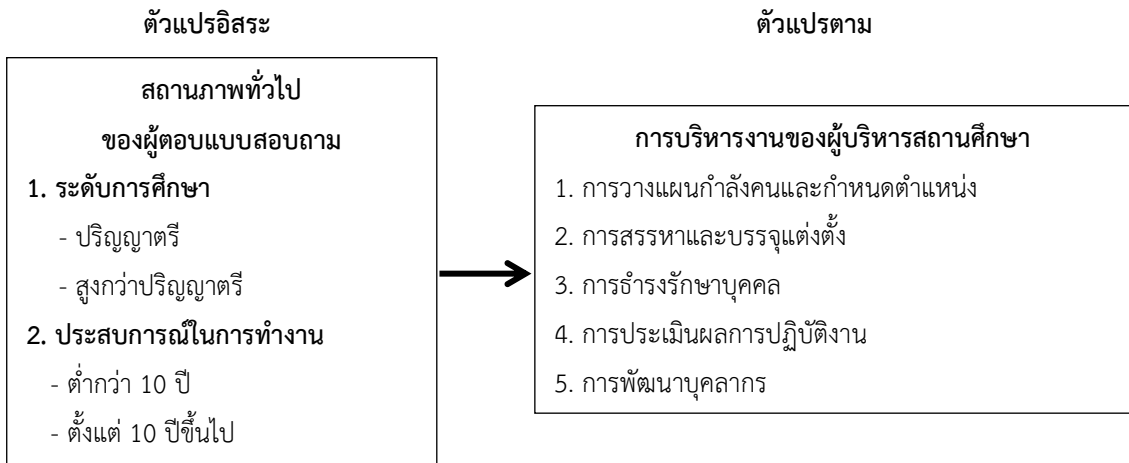 ตัวแปรอิสระ
ตัวแปรตาม
สถานภาพทั่วไป
ของผู้ตอบแบบสอบถาม
1. ระดับการศึกษา
- ปริญญาตรี
- สูงกว่าปริญญาตรี
2. ประสบการณ์ในการทำงาน
- ต่ำกว่า 10 ปี
- ตั้งแต่ 10 ปีขึ้นไป
การบริหารงานของผู้บริหารสถานศึกษา
1. การวางแผนกำลังคนและกำหนดตำแหน่ง
2. การสรรหาและบรรจุแต่งตั้ง
3. การธำรงรักษาบุคคล
4. การประเมินผลการปฏิบัติงาน
5. การพัฒนาบุคลากร